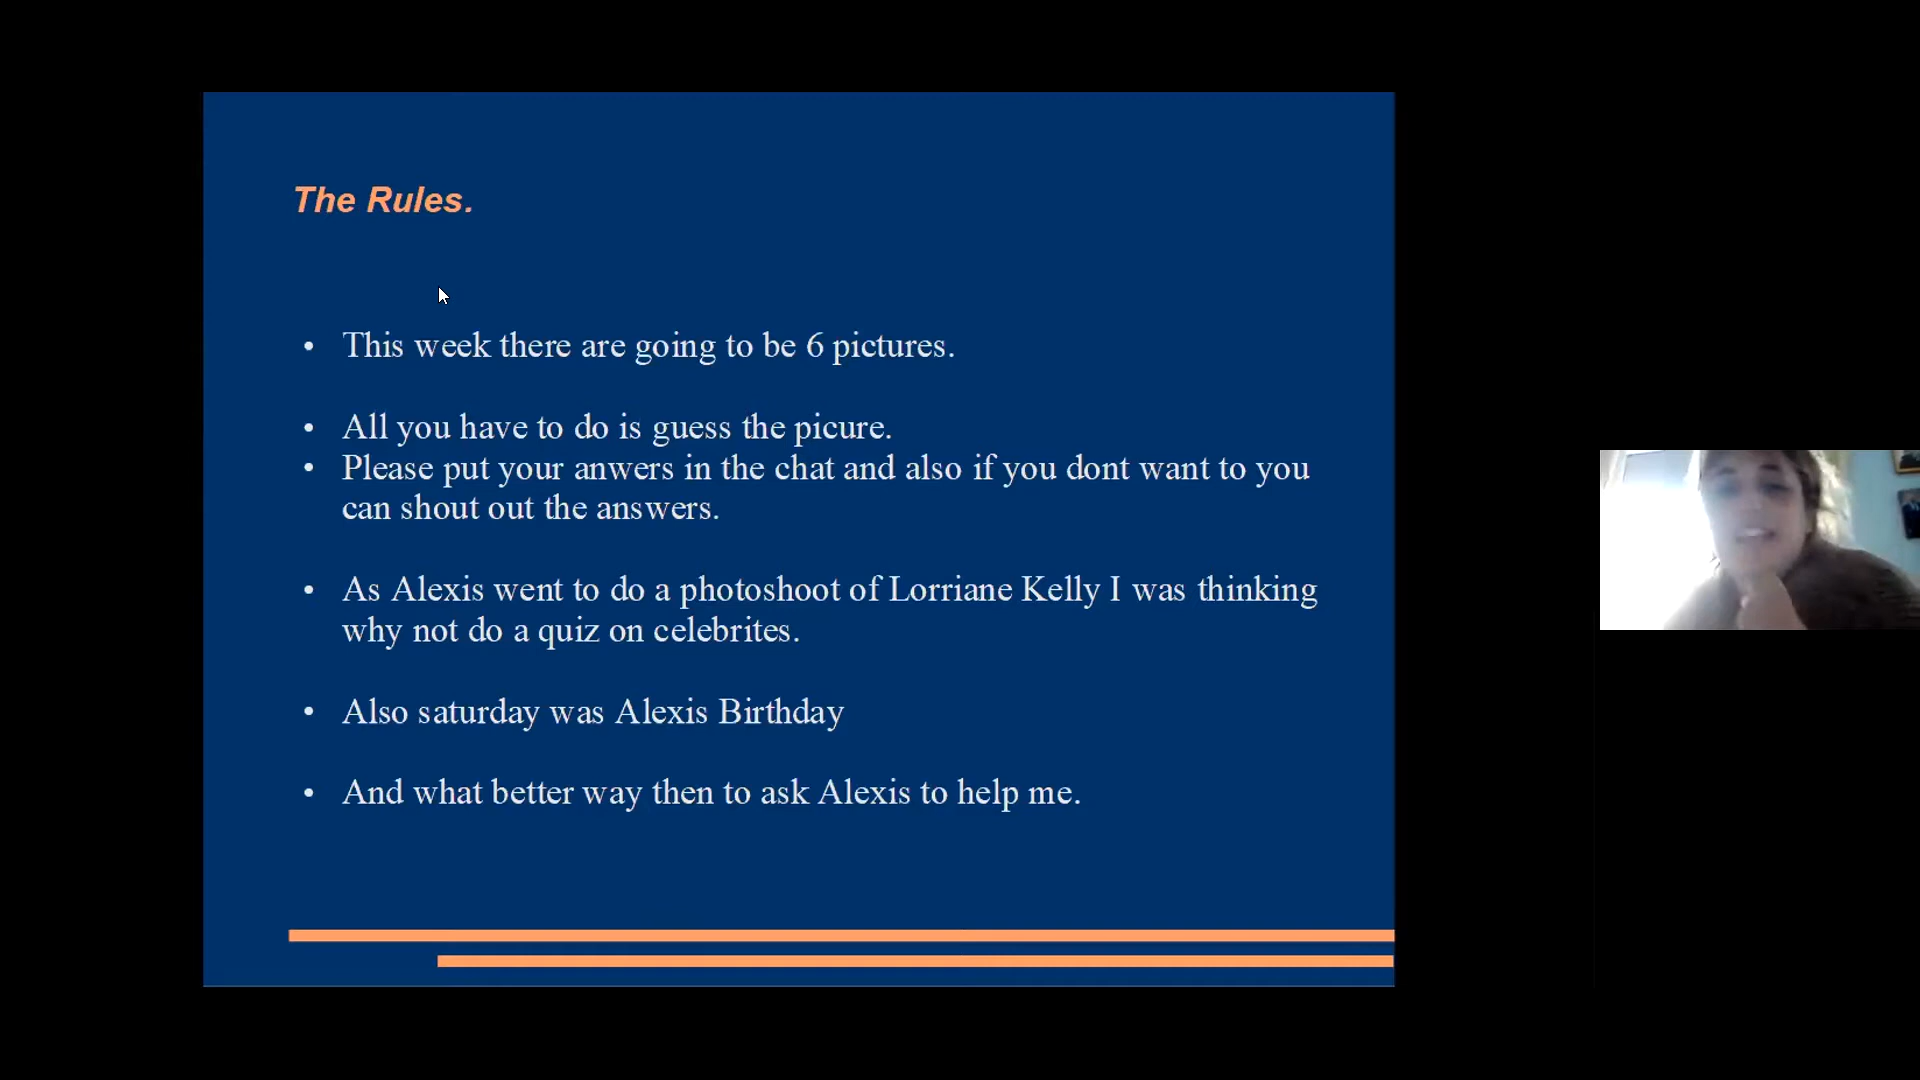 The Rules.
• This week there are going to be 6 pictures.
• All you have to do is guess the picure.
• Please put your anwers in the chat and also if you dont want to you
can shout out the answers.
• As Alexis went to do a photoshoot of Lorriane Kelly I was thinking
why not do a quiz on celebrites.
• Also saturday was Alexis Birthday
• And what better way then to ask Alexis to help me.